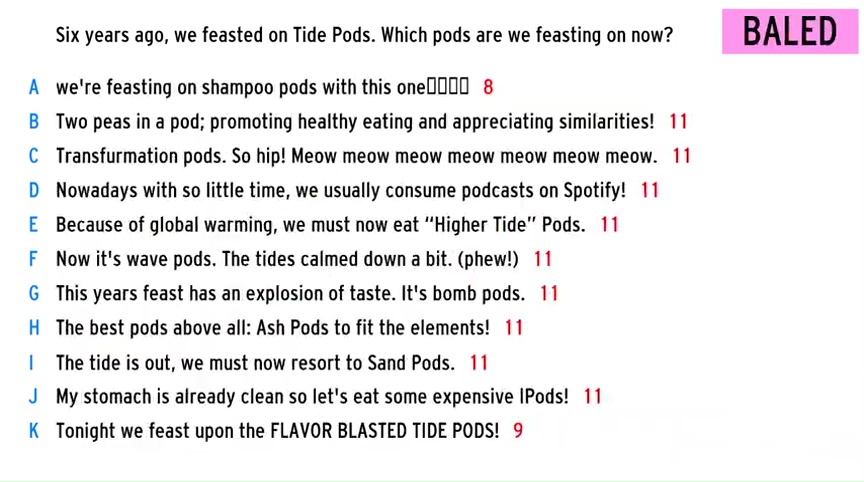 Six years ago, we feasted on Tide Pods. Which pods are we feasting on now?
BALED
A we're feasting on shampoo pods with this one▯▯▯▯ 8
B Two peas in a pod; promoting healthy eating and appreciating similarities! 11
C Transfurmation pods. So hip! Meow meow meow meow meow meow meow. 11
D Nowadays with so little time, we usually consume podcasts on Spotify! 11
E Because of global warming, we must now eat “Higher Tide” Pods. 11
F Now it's wave pods. The tides calmed down a bit. (phew!) 11
G This years feast has an explosion of taste. It's bomb pods. 11
H The best pods above all: Ash Pods to fit the elements! 11
I The tide is out, we must now resort to Sand Pods. 11
J My stomach is already clean so let's eat some expensive IPods! 11
K Tonight we feast upon the FLAVOR BLASTED TIDE PODS! 9